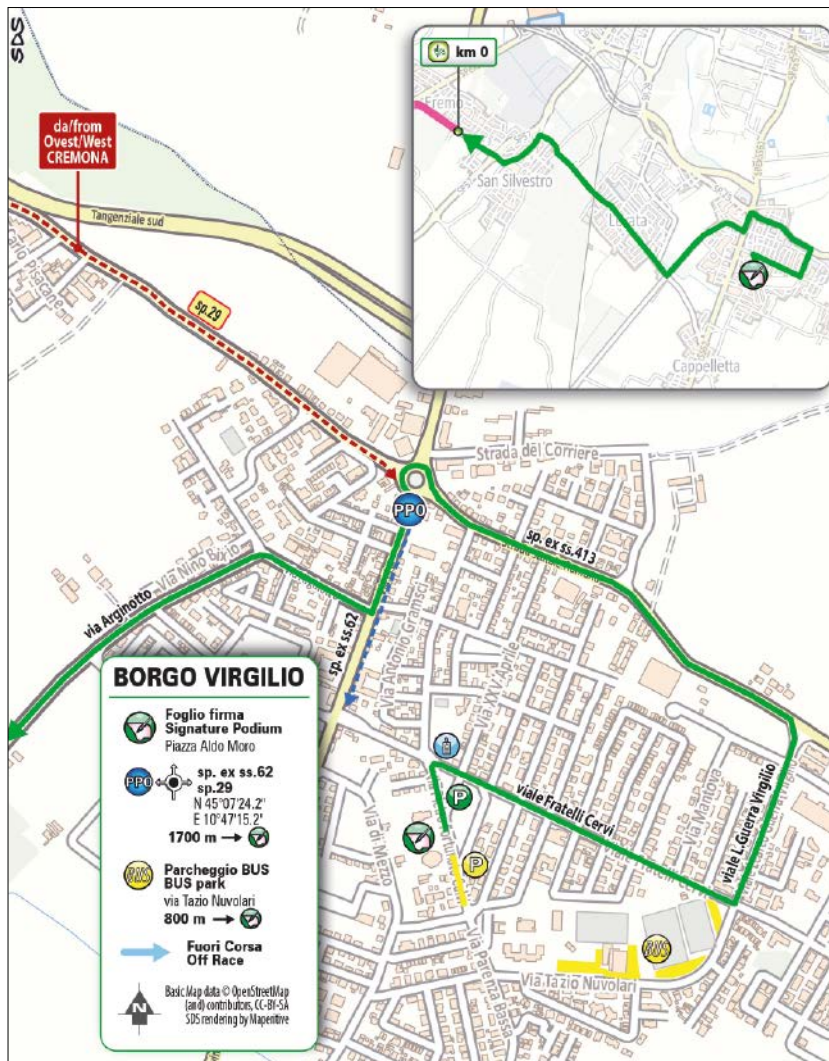 SDS
da/from
Ovest/West
CREMONA
Tangenziale sud
sp.29
km 0
San Silvestro
Cappelletta
Strada del Corriere
PPO
sp. ex ss.413
via Arginotto
Via Nino Bixio
sp. ex ss.62
Via Antonio Gramsci
Via XXV Aprile
viale Fratelli Cervi
Via Mantova
viale L.Guerra Virgilio
P
P
Via di Mezzo
BUS
Via Tazio Nuvolari
Via Parenza Bassa
BORGO VIRGILIO
Foglio firma
Signature Podium
Piazza Aldo Moro
PPO
sp. ex ss.62
sp.29
N 45°07'24.2"
E 10°47'15.2"
1700 m
BUS
Parcheggio BUS
BUS park
via Tazio Nuvolari
800 m
Fuori Corsa
Off Race
N
Basic Map data © OpenStreetMap
(and) contributors, CC-BY-SA
SDS rendering by Maperitive